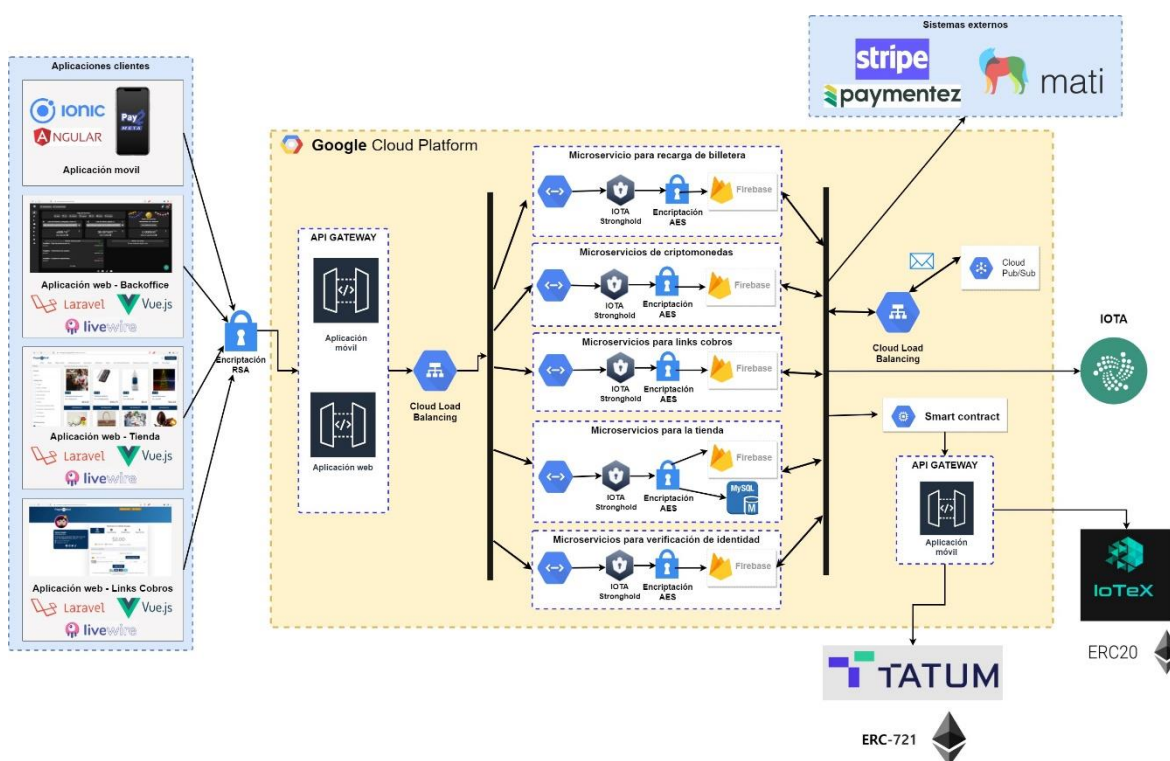 Aplicaciones clientes
IONIC
ANGULAR
Pay2
META
Aplicación movil
Aplicación web - Backoffice
Laravel
Vue.js
livewire
Aplicación web - Tienda
Laravel
Vue.js
livewire
Aplicación web - Links Cobros
Laravel
Vue.js
livewire
Encriptación
RSA
Google Cloud Platform
API GATEWAY
Aplicación
móvil
Aplicación web
Cloud Load
Balancing
Microservicio para recarga de billetera
IOTA
Stronghold
Encriptación
AES
Firebase
Microservicios de criptomonedas
IOTA
Stronghold
Encriptación
AES
Firebase
Microservicios para links cobros
IOTA
Stronghold
Encriptación
AES
Firebase
Microservicios para la tienda
IOTA
Stronghold
Encriptación
AES
Firebase
MySQL
M
Microservicios para verificación de identidad
IOTA
Stronghold
Encriptación
AES
Firebase
Sistemas externos
stripe
paymentez
mati
Cloud
Pub/Sub
Cloud Load
Balancing
IOTA
Smart contract
API GATEWAY
Aplicación
móvil
IoTeX
ERC20
TATUM
ERC-721